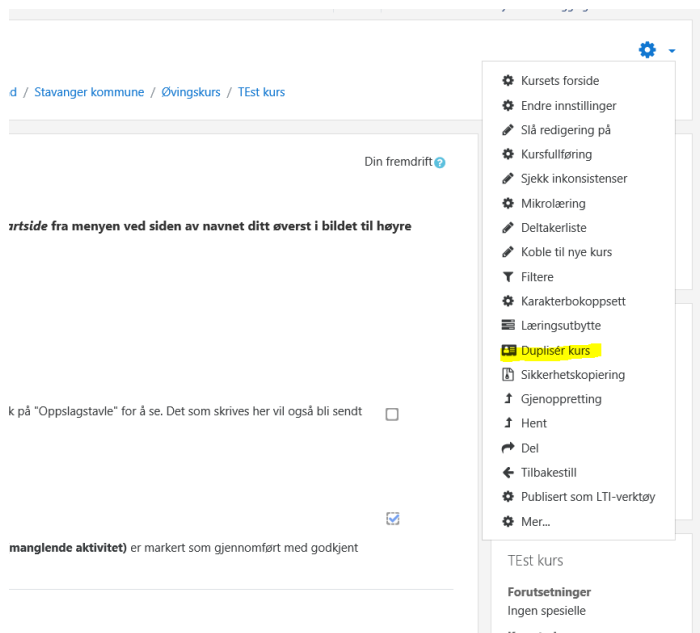 d / Stavanger kommune / Øvingskurs / TEst kurs
Din fremdrift ?
artside fra menyen ved siden av navnet ditt øverst i bildet til høyre
k på "Oppslagstavle" for å se. Det som skrives her vil også bli sendt
manglende aktivitet) er markert som gjennomført med godkjent
Kursets forside
Endre innstillinger
Slå redigering på
Kursfullføring
Sjekk inkonsistenser
Mikrolæring
Deltakerliste
Koble til nye kurs
Filtere
Karakterbokoppsett
Læringsutbytte
Duplisér kurs
Sikkerhetskopiering
Gjenoppretting
Hent
Del
Tilbakestill
Publisert som LTI-verktøy
Mer...
TEst kurs
Forutsetninger
Ingen spesielle